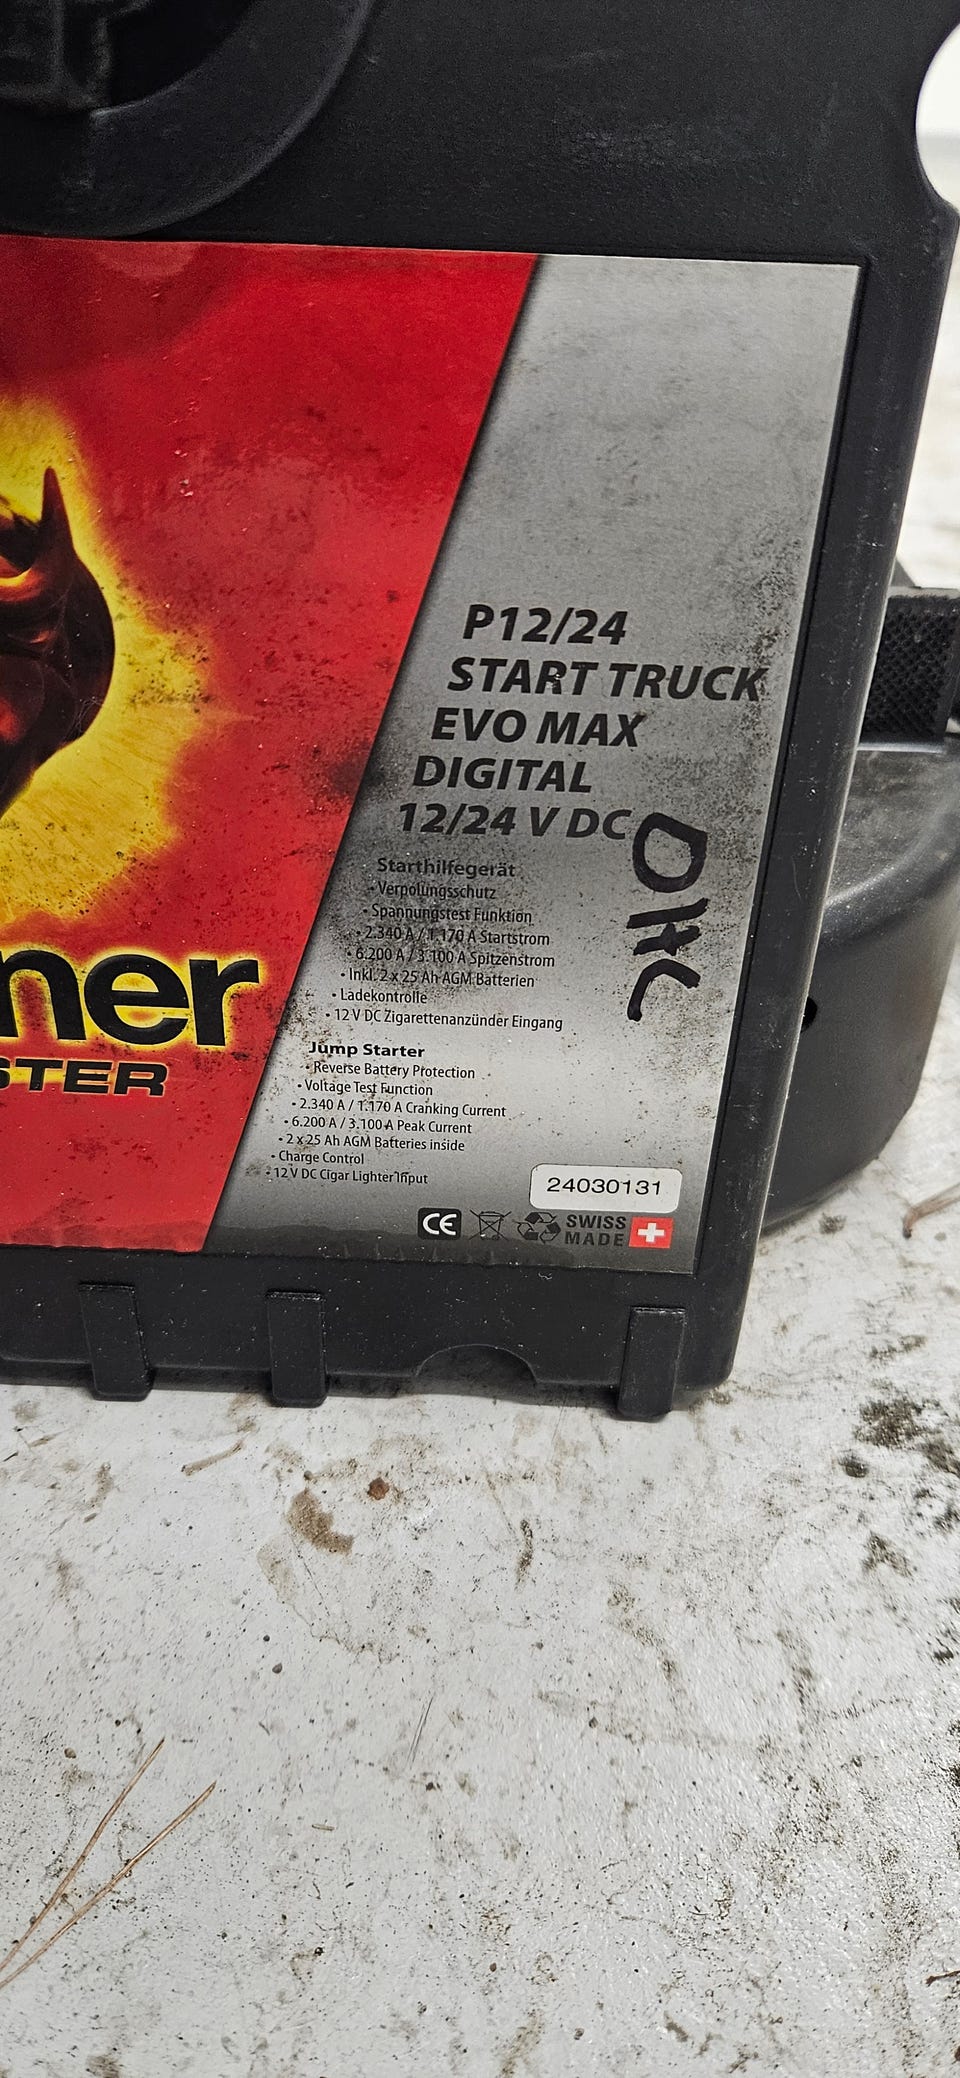 P12/24
START TRUCK
EVO MAX
DIGITAL
12/24 V DC
Starthilfegerät
• Verpolungsschutz
• Spannungstest Funktion
• 2.340 A / 1.170 A Startstrom
• 6.200 A / 3.100 A Spitzenstrom
• Inkl. 2 x 25 Ah AGM Batterien
• Ladekontrolle
• 12 V DC Zigarettenanzünder Eingang
Jump Starter
• Reverse Battery Protection
• Voltage Test Function
• 2.340 A / 1.170 A Cranking Current
• 6.200 A / 3.100 A Peak Current
• 2 x 25 Ah AGM Batteries inside
• Charge Control
• 12 V DC Cigar Lighter Input
24030131
CE
SWISS
MADE
ner
STER